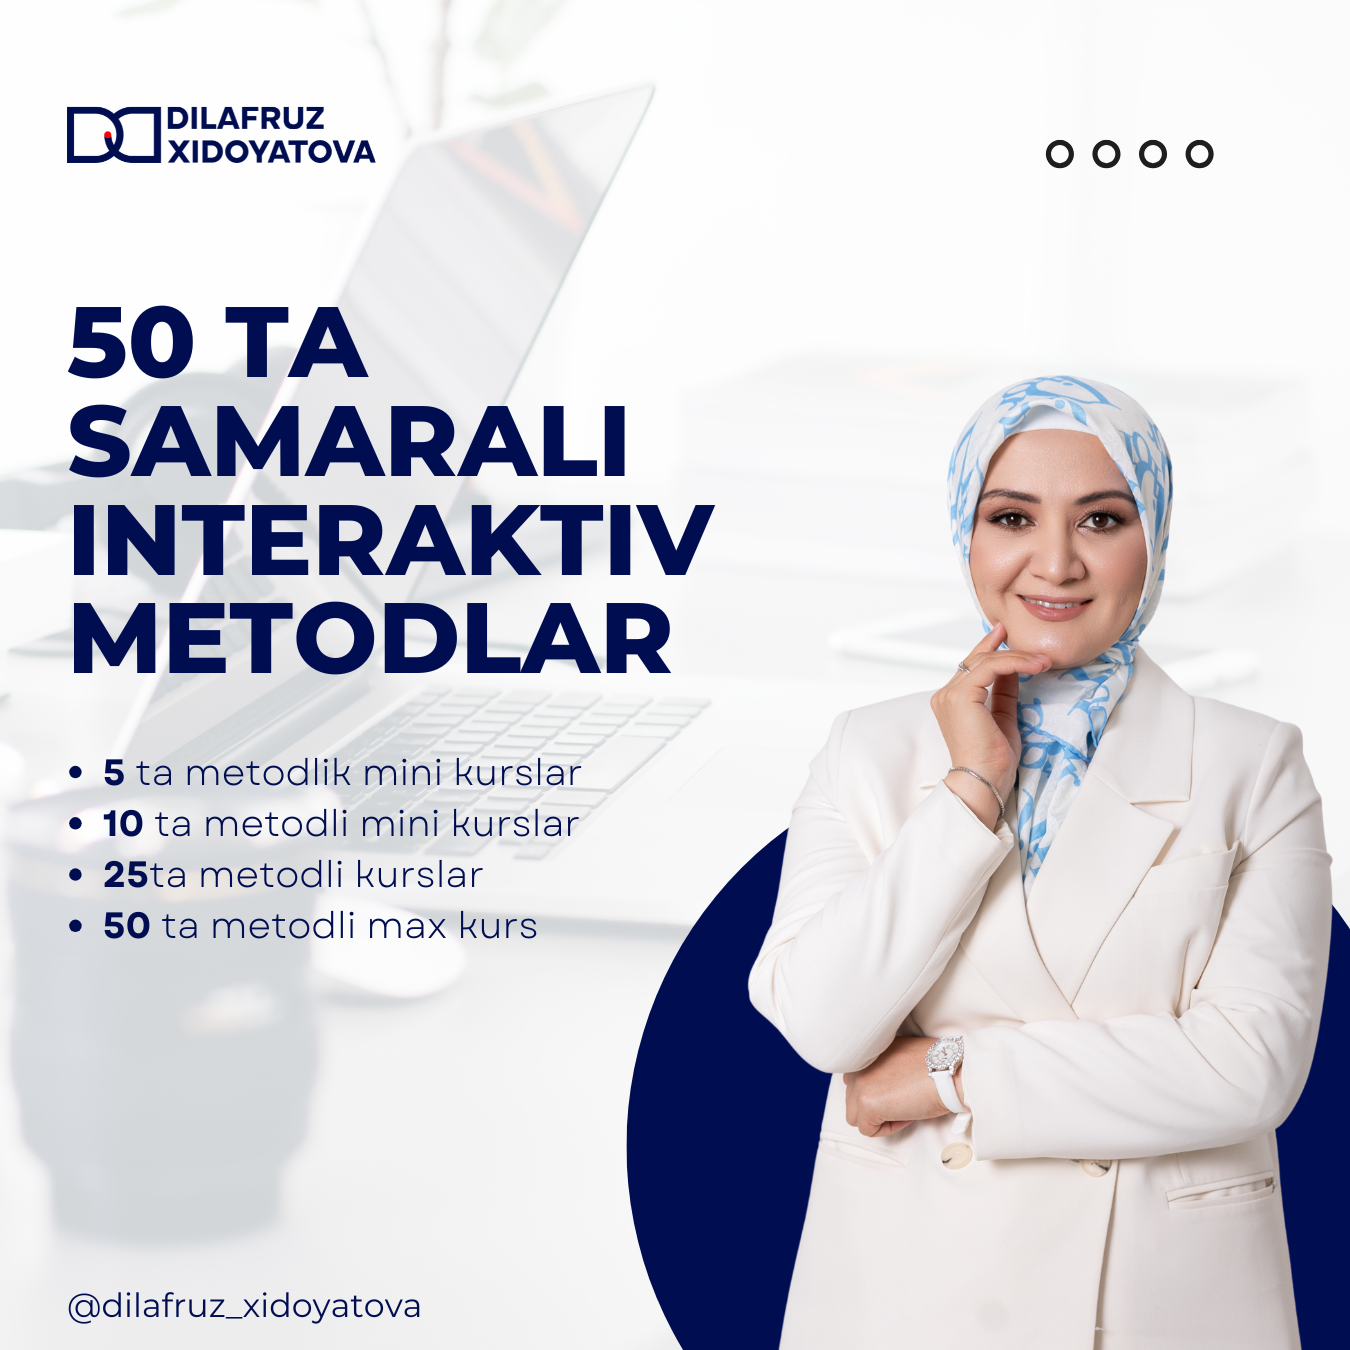 DILAFRUZ
XIDOYATOVA
50 TA
SAMARALI
INTERAKTIV
METODLAR
• 5 ta metodlik mini kurslar
• 10 ta metodli mini kurslar
• 25ta metodli kurslar
• 50 ta metodli max kurs
@dilafruz_xidoyatova